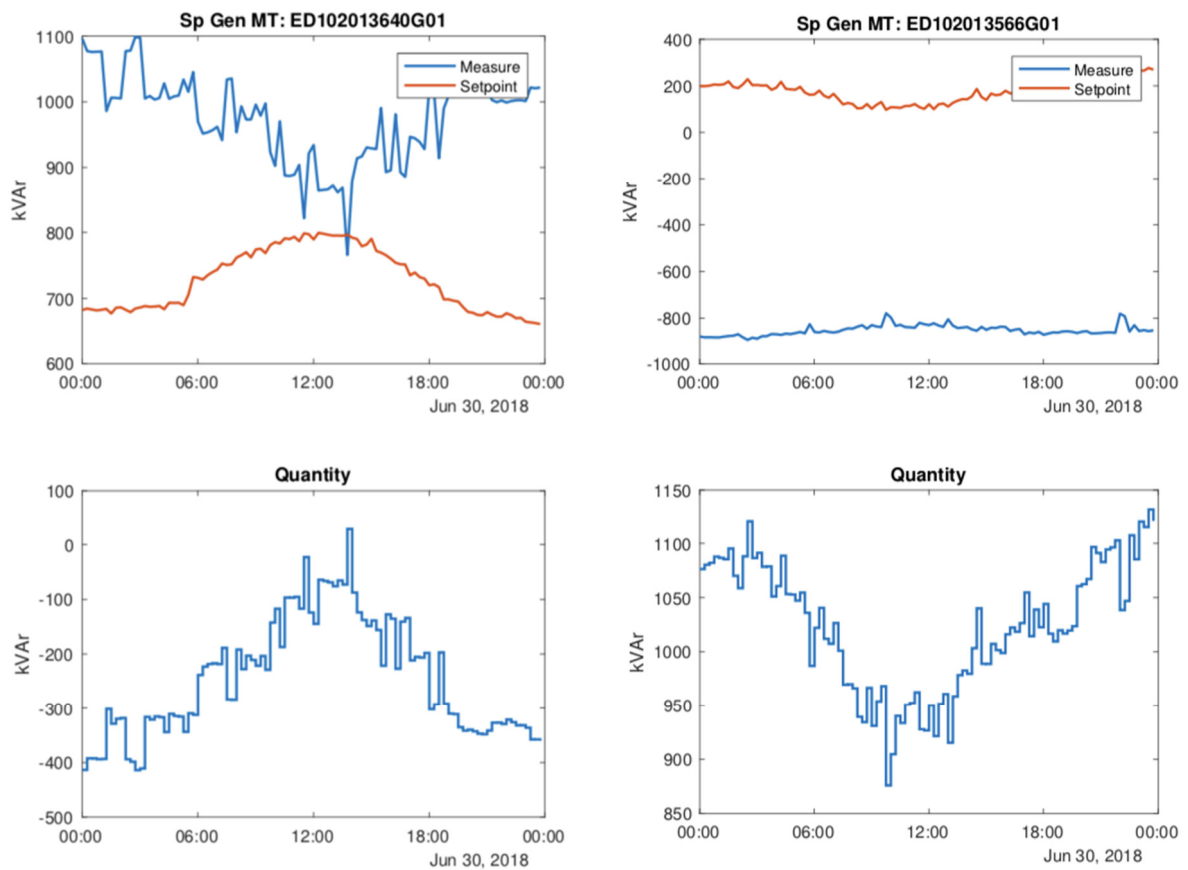 Sp Gen MT: ED102013640G01
1100
1000
900
800
700
600
kVAr
Measure
Setpoint
00:00 06:00 12:00 18:00 00:00
Jun 30, 2018
Sp Gen MT: ED102013566G01
400
200
0
-200
-400
-600
-800
-1000
kVAr
Measure
Setpoint
00:00 06:00 12:00 18:00 00:00
Jun 30, 2018
Quantity
100
0
-100
-200
-300
-400
-500
kVAr
00:00 06:00 12:00 18:00 00:00
Jun 30, 2018
Quantity
1150
1100
1050
1000
950
900
850
kVAr
00:00 06:00 12:00 18:00 00:00
Jun 30, 2018